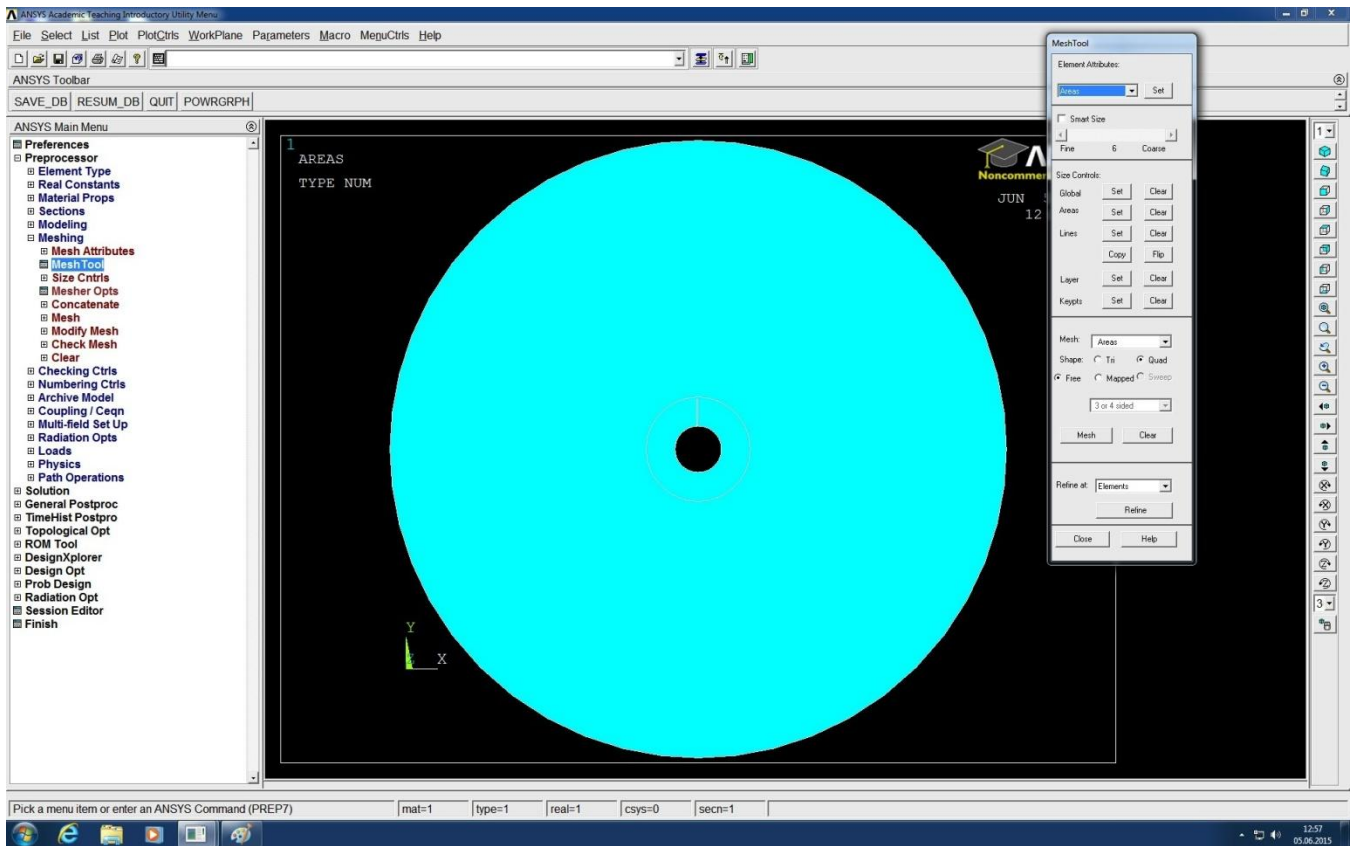 ANSYS Academic Teaching Introductory Utility Menu
File Select List Plot PlotCtrls WorkPlane Parameters Macro MenuCtrls Help
ANSYS Toolbar
SAVE_DB RESUM_DB QUIT POWRGRPH
ANSYS Main Menu
Preferences
Preprocessor
Element Type
Real Constants
Material Props
Sections
Modeling
Meshing
Mesh Attributes
MeshTool
Size Cntrls
Mesher Opts
Concatenate
Mesh
Modify Mesh
Check Mesh
Clear
Checking Ctrls
Numbering Ctrls
Archive Model
Coupling / Ceqn
Multi-field Set Up
Radiation Opts
Loads
Physics
Path Operations
Solution
General Postproc
TimeHist Postpro
Topological Opt
ROM Tool
DesignXplorer
Design Opt
Prob Design
Radiation Opt
Session Editor
Finish
1
AREAS
TYPE NUM
Noncomme
JUN
12
Y
X
MeshTool
Element Attributes:
Areas Set
Smart Size
Fine 6 Coarse
Size Controls:
Global Set Clear
Areas Set Clear
Lines Set Clear
Copy Flip
Layer Set Clear
Keypts Set Clear
Mesh: Areas
Shape: Tri Quad
Free Mapped Sweep
3 or 4 sided
Mesh Clear
Refine at: Elements
Refine
Close Help
1
3
Pick a menu item or enter an ANSYS Command (PREP7) mat=1 type=1 real=1 csys=0 secn=1
12:57
05.06.2015